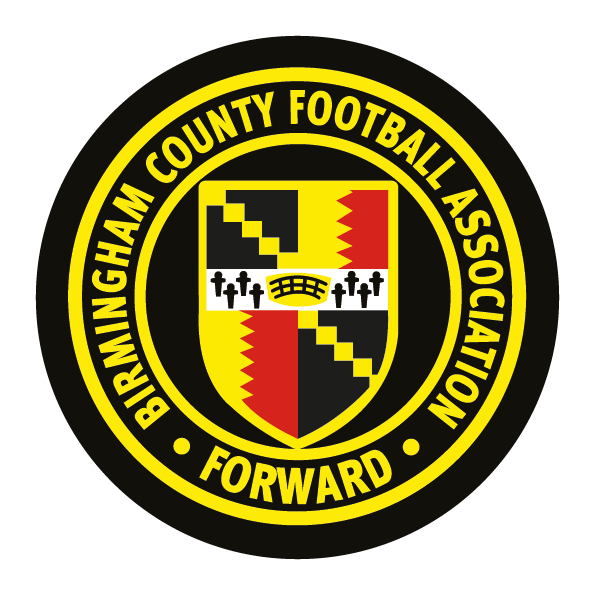 BIRMINGHAM COUNTY FOOTBALL ASSOCIATION
• FORWARD •